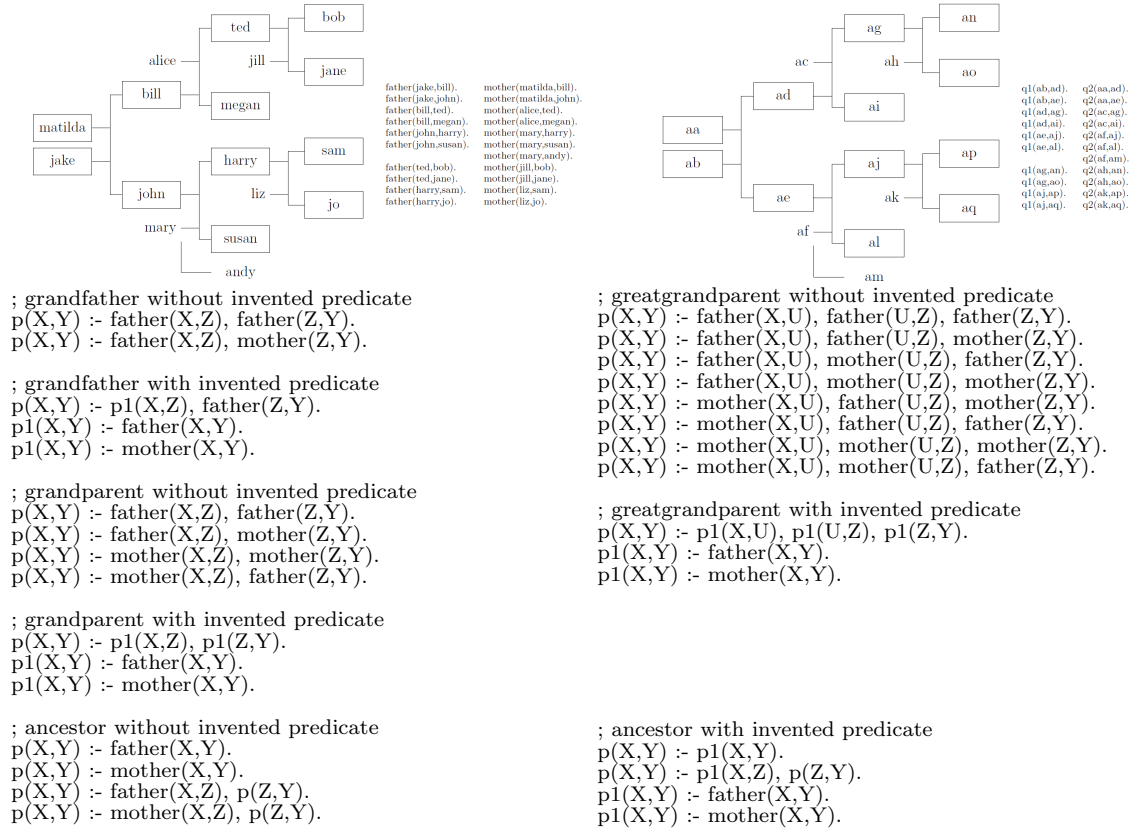 bob
ted
alice
jill
jane
bill
megan
matilda
jake
sam
harry
john
liz
jo
mary
susan
andy
father(jake,bill). mother(matilda,bill).
father(jake,john). mother(matilda,john).
father(bill,ted). mother(alice,ted).
father(bill,megan). mother(alice,megan).
father(john,harry). mother(mary,harry).
father(john,susan). mother(mary,susan).
mother(mary,andy).
father(ted,bob). mother(jill,bob).
father(ted,jane). mother(jill,jane).
father(harry,sam). mother(liz,sam).
father(harry,jo). mother(liz,jo).
an
ag
ac
ah
ao
ad
ai
aa
ab
ap
aj
ae
ak
aq
af
al
am
q1(ab,ad). q2(aa,ad).
q1(ab,ae). q2(aa,ae).
q1(ad,ag). q2(ac,ag).
q1(ad,ai). q2(ac,ai).
q1(ae,aj). q2(af,aj).
q1(ae,al). q2(af,al).
q2(af,am).
q1(ag,an). q2(ah,an).
q1(ag,ao). q2(ah,ao).
q1(aj,ap). q2(ak,ap).
q1(aj,aq). q2(ak,aq).
; grandfather without invented predicate
p(X,Y) :- father(X,Z), father(Z,Y).
p(X,Y) :- father(X,Z), mother(Z,Y).
; grandfather with invented predicate
p(X,Y) :- p1(X,Z), father(Z,Y).
p1(X,Y) :- father(X,Y).
p1(X,Y) :- mother(X,Y).
; grandparent without invented predicate
p(X,Y) :- father(X,Z), father(Z,Y).
p(X,Y) :- father(X,Z), mother(Z,Y).
p(X,Y) :- mother(X,Z), mother(Z,Y).
p(X,Y) :- mother(X,Z), father(Z,Y).
; grandparent with invented predicate
p(X,Y) :- p1(X,Z), p1(Z,Y).
p1(X,Y) :- father(X,Y).
p1(X,Y) :- mother(X,Y).
; ancestor without invented predicate
p(X,Y) :- father(X,Y).
p(X,Y) :- mother(X,Y).
p(X,Y) :- father(X,Z), p(Z,Y).
p(X,Y) :- mother(X,Z), p(Z,Y).
; greatgrandparent without invented predicate
p(X,Y) :- father(X,U), father(U,Z), father(Z,Y).
p(X,Y) :- father(X,U), father(U,Z), mother(Z,Y).
p(X,Y) :- father(X,U), mother(U,Z), father(Z,Y).
p(X,Y) :- father(X,U), mother(U,Z), mother(Z,Y).
p(X,Y) :- mother(X,U), father(U,Z), mother(Z,Y).
p(X,Y) :- mother(X,U), father(U,Z), father(Z,Y).
p(X,Y) :- mother(X,U), mother(U,Z), mother(Z,Y).
p(X,Y) :- mother(X,U), mother(U,Z), father(Z,Y).
; greatgrandparent with invented predicate
p(X,Y) :- p1(X,U), p1(U,Z), p1(Z,Y).
p1(X,Y) :- father(X,Y).
p1(X,Y) :- mother(X,Y).
; ancestor with invented predicate
p(X,Y) :- p1(X,Y).
p(X,Y) :- p1(X,Z), p(Z,Y).
p1(X,Y) :- father(X,Y).
p1(X,Y) :- mother(X,Y).